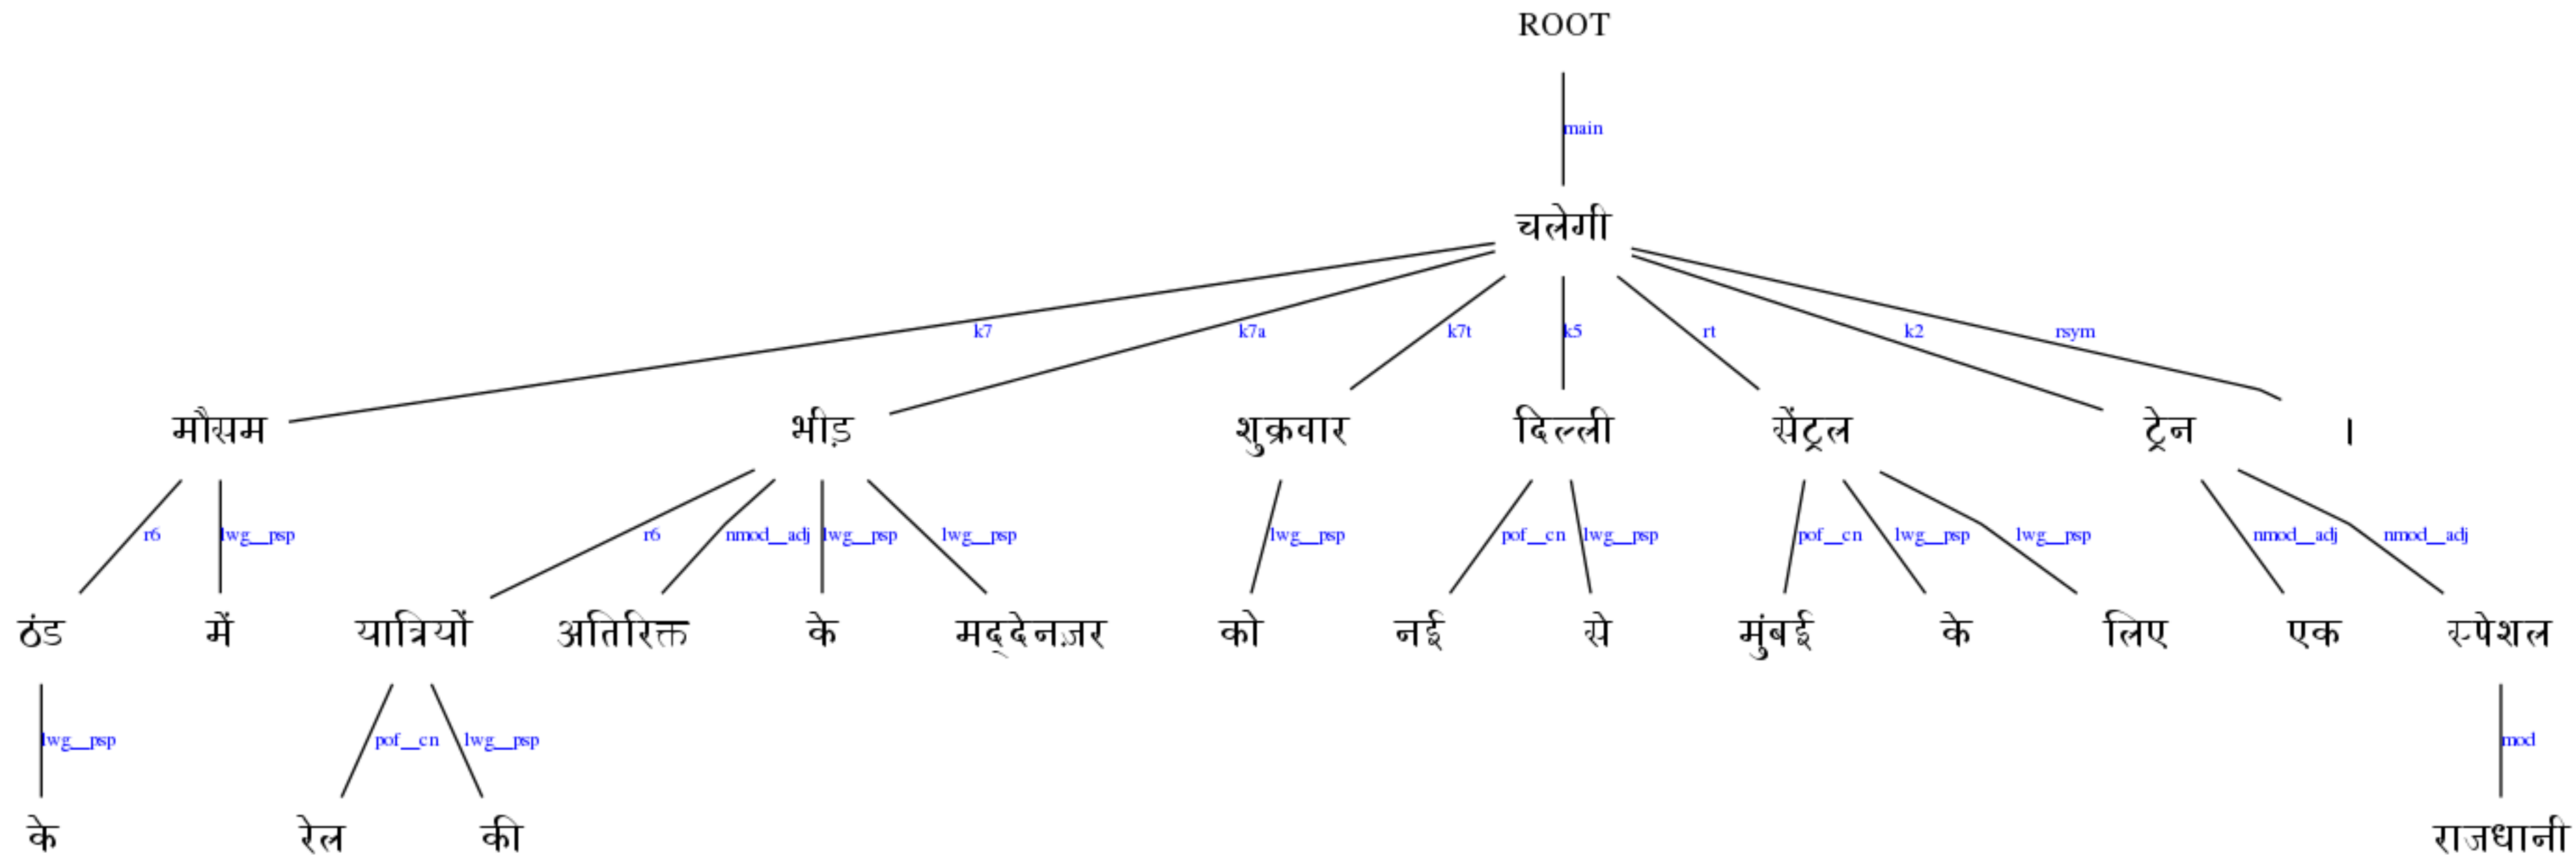 ROOT
main
चलेगी
k7 k7a k7t k5 rt k2 rsym
मौसम भीड़ शुक्रवार दिल्ली सेंट्रल ट्रेन ।
r6 lwg__psp r6 nmod__adj lwg__psp lwg__psp lwg__psp pof__cn lwg__psp pof__cn lwg__psp lwg__psp nmod__adj nmod__adj
ठंड में यात्रियों अतिरिक्त के मद्देनज़र को नई से मुंबई के लिए एक स्पेशल
lwg__psp pof__cn lwg__psp mod
के रेल की राजधानी